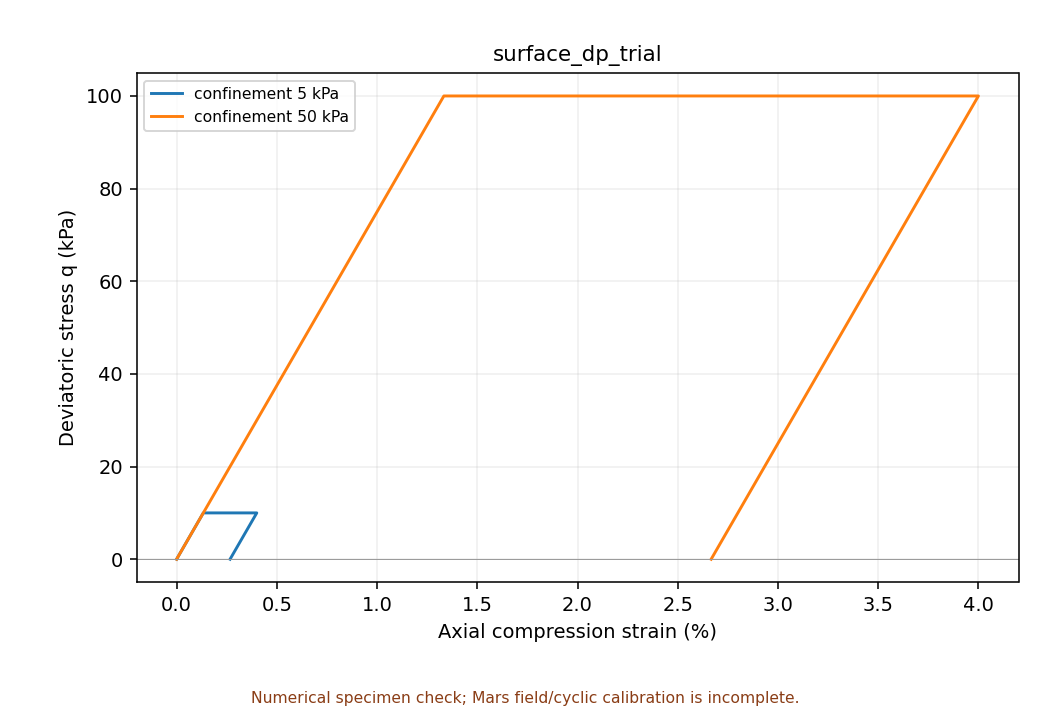 surface_dp_trial
confinement 5 kPa
confinement 50 kPa
Deviatoric stress q (kPa)
100
80
60
40
20
0
0.0 0.5 1.0 1.5 2.0 2.5 3.0 3.5 4.0
Axial compression strain (%)
Numerical specimen check; Mars field/cyclic calibration is incomplete.